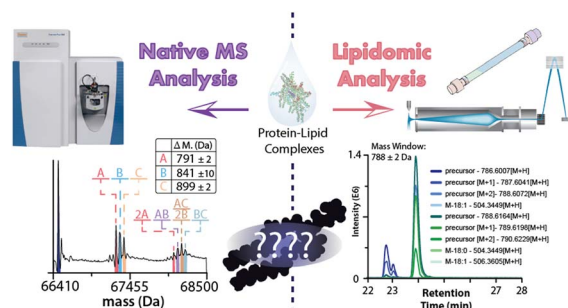 Native MS
Analysis
Lipidomic
Analysis
Protein-Lipid
Complexes
Δ M. (Da)
A 791 ± 2
B 841 ±10
C 899 ± 2
A B C
2A AB AC 2B BC
66410 67455 68500
mass (Da)
????
Mass Window:
788 ± 2 Da
1.4
Intensity (E6)
0
precursor - 786.6007[M+H]
precursor [M+1] - 787.6041[M+H]
precursor [M+2] - 788.6072[M+H]
M-18:1 - 504.3449[M+H]
precursor - 788.6164[M+H]
precursor [M+1] - 789.6198[M+H]
precursor [M+2] - 790.6229[M+H]
M-18:0 - 504.3449[M+H]
M-18:1 - 506.3605[M+H]
22 23 27 28
Retention
Time (min)